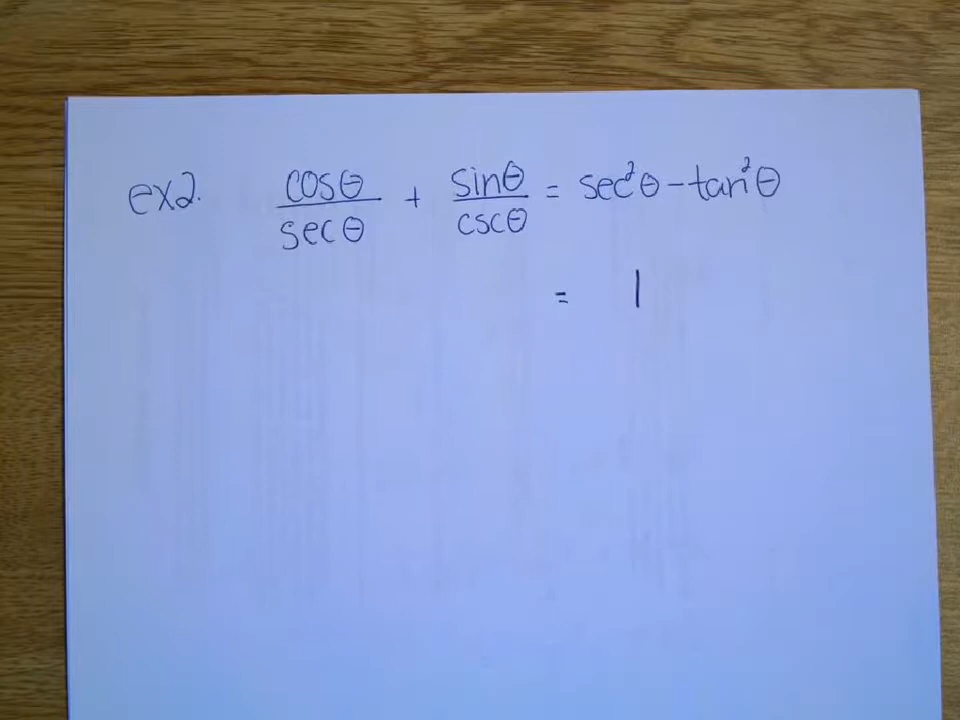 ex2. cosθ/secθ + sinθ/cscθ = sec²θ - tan²θ
= 1